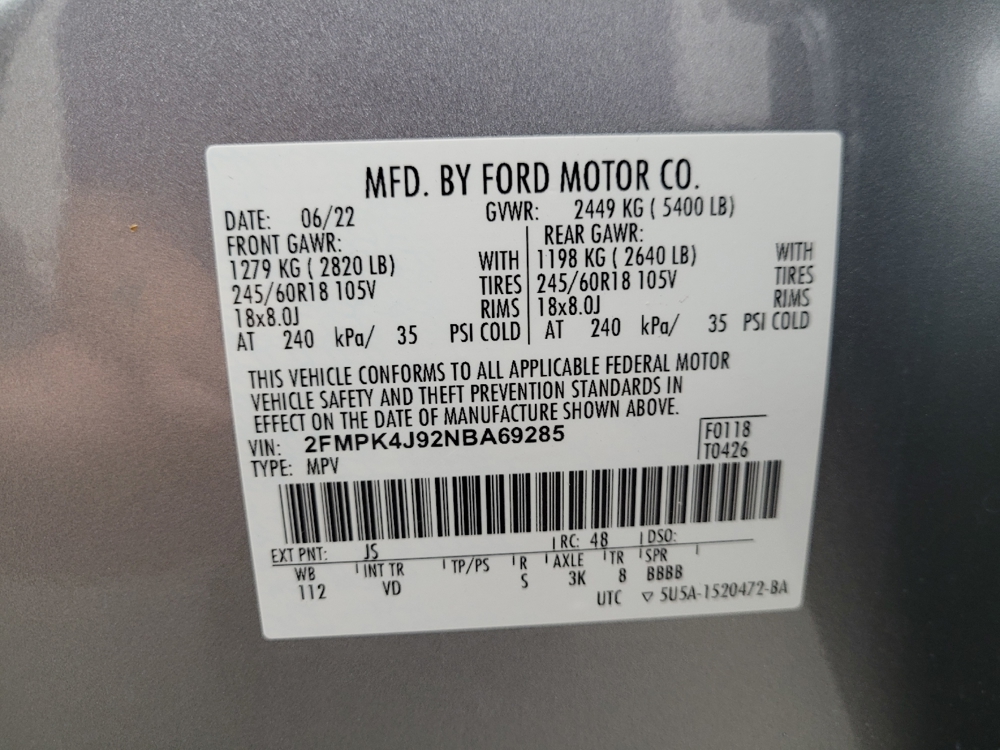 MFD. BY FORD MOTOR CO.
DATE: 06/22 GVWR: 2449 KG ( 5400 LB)
FRONT GAWR: REAR GAWR:
1279 KG ( 2820 LB) WITH 1198 KG ( 2640 LB) WITH
245/60R18 105V TIRES 245/60R18 105V TIRES
18x8.0J RIMS 18x8.0J RIMS
AT 240 kPa/ 35 PSI COLD AT 240 kPa/ 35 PSI COLD
THIS VEHICLE CONFORMS TO ALL APPLICABLE FEDERAL MOTOR
VEHICLE SAFETY AND THEFT PREVENTION STANDARDS IN
EFFECT ON THE DATE OF MANUFACTURE SHOWN ABOVE.
VIN: 2FMPK4J92NBA69285 F0118
TYPE: MPV T0426
EXT PNT: JS RC: 48 DSO:
WB INT TR TP/PS R AXLE TR SPR
112 VD S 3K 8 BBBB
UTC ▽ 5U5A-1520472-BA